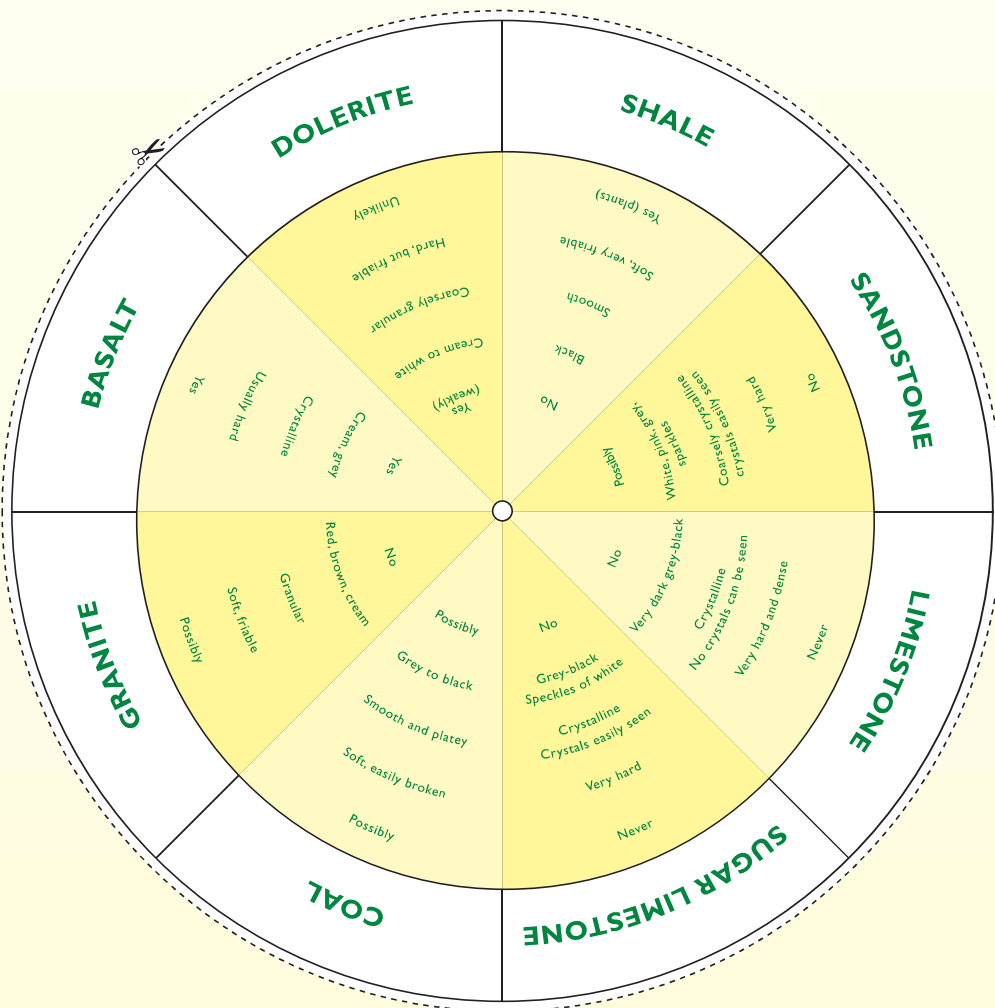 DOLERITE
Unlikely
Hard, but friable
Coarsely granular
Cream to white
Yes
(weakly)
SHALE
Yes (plants)
Soft, very friable
Smooth
Black
No
SANDSTONE
No
Very hard
Coarsely crystalline
crystals easily seen
White, pink, grey,
sparkles
Possibly
LIMESTONE
Never
Very hard and dense
Crystalline
No crystals can be seen
Very dark grey-black
No
SUGAR LIMESTONE
No
Grey-black
Speckles of white
Crystalline
Crystals easily seen
Very hard
Never
COAL
Possibly
Grey to black
Smooth and platey
Soft, easily broken
Possibly
GRANITE
Possibly
Soft, friable
Granular
Red, brown, cream
No
BASALT
Yes
Usually hard
Crystalline
Cream, grey
Yes